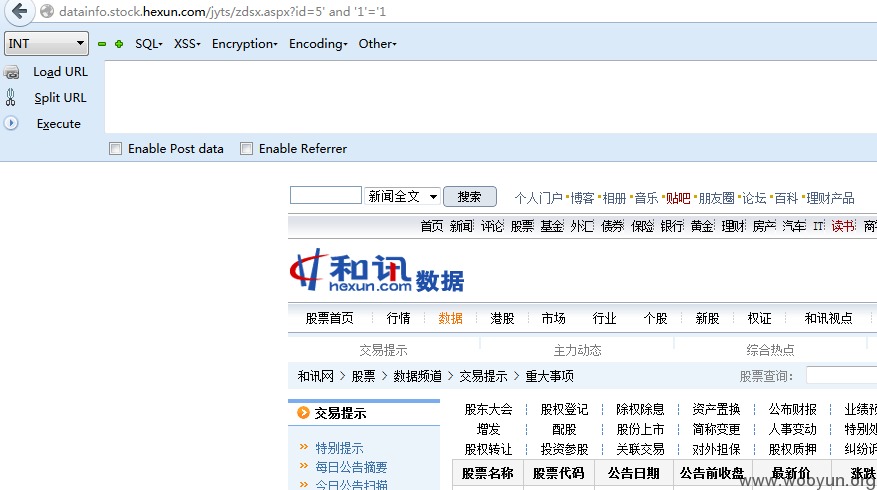 datainfo.stock.hexun.com/jyts/zdsx.aspx?id=5' and '1'='1
INT SQL- XSS- Encryption- Encoding- Other-
Load URL
Split URL
Execute
Enable Post data Enable Referrer
新闻全文 搜索 个人门户 博客 相册 音乐 贴吧 朋友圈 论坛 百科 理财产品
首页 新闻 评论 股票 基金 外汇 债券 保险 银行 黄金 理财 房产 汽车 IT 读书 商
和讯 数据
hexun.com
股票首页 行情 数据 港股 市场 行业 个股 新股 权证 和讯视点
交易提示 主力动态 综合热点
和讯网 > 股票 > 数据频道 > 交易提示 > 重大事项 股票查询:
交易提示
特别提示
每日公告摘要
今日公告扫描
股东大会 股权登记 除权除息 资产置换 公布财报 业绩预
增发 配股 股份上市 简称变更 人事变动 特别处
股权转让 投资参股 关联交易 对外担保 股权质押 纠纷诉
股票名称 股票代码 公告日期 公告前收盘 最新价 涨跌
www.wooyun.org